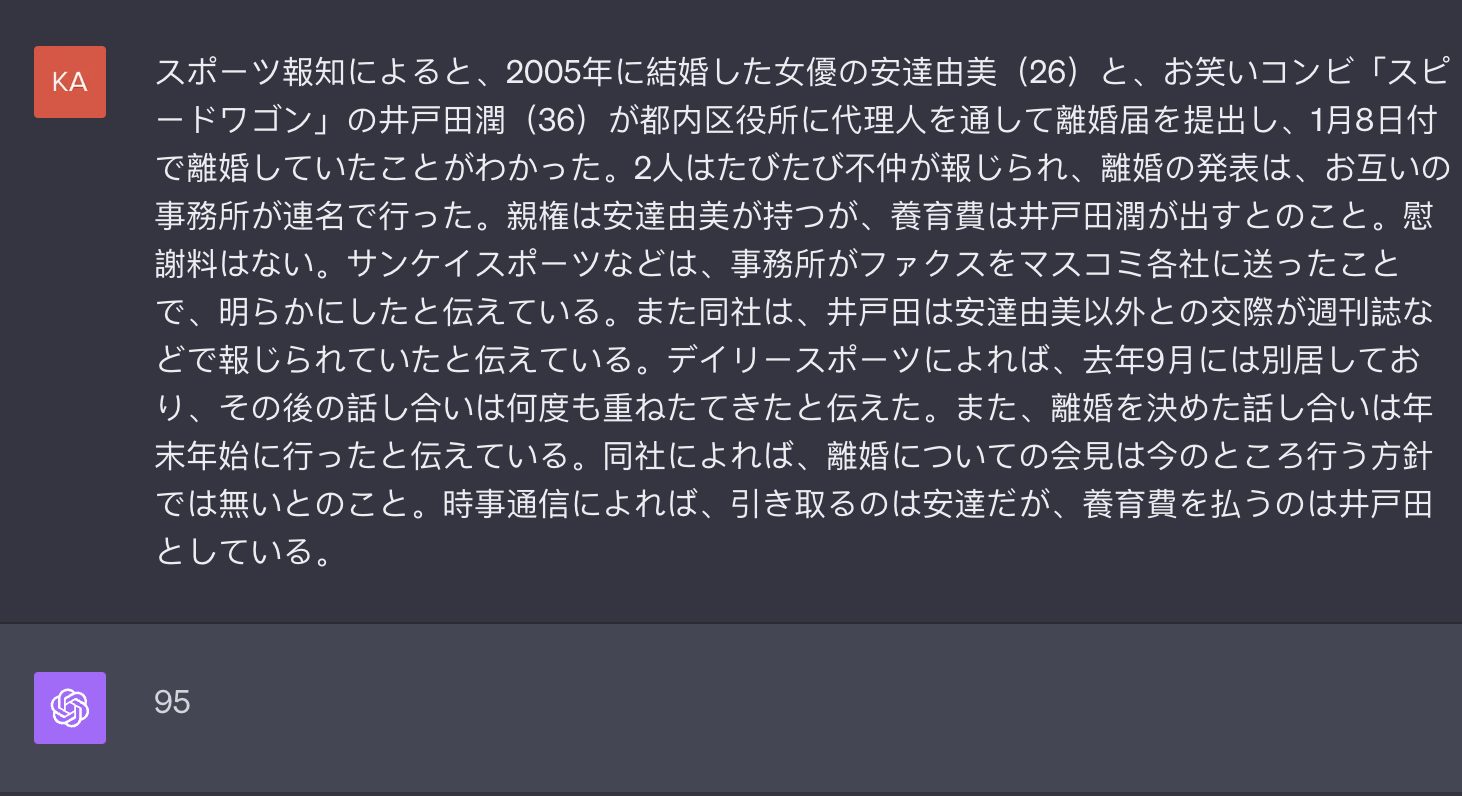 KA
スポーツ報知によると、2005年に結婚した女優の安達由美（26）と、お笑いコンビ「スピ
ードワゴン」の井戸田潤（36）が都内区役所に代理人を通して離婚届を提出し、1月8日付
で離婚していたことがわかった。2人はたびたび不仲が報じられ、離婚の発表は、お互いの
事務所が連名で行った。親権は安達由美が持つが、養育費は井戸田潤が出すとのこと。慰
謝料はない。サンケイスポーツなどは、事務所がファクスをマスコミ各社に送ったこと
で、明らかにしたと伝えている。また同社は、井戸田は安達由美以外との交際が週刊誌な
どで報じられていたと伝えている。デイリースポーツによれば、去年9月には別居してお
り、その後の話し合いは何度も重ねたてきたと伝えた。また、離婚を決めた話し合いは年
末年始に行ったと伝えている。同社によれば、離婚についての会見は今のところ行う方針
では無いとのこと。時事通信によれば、引き取るのは安達だが、養育費を払うのは井戸田
としている。
95